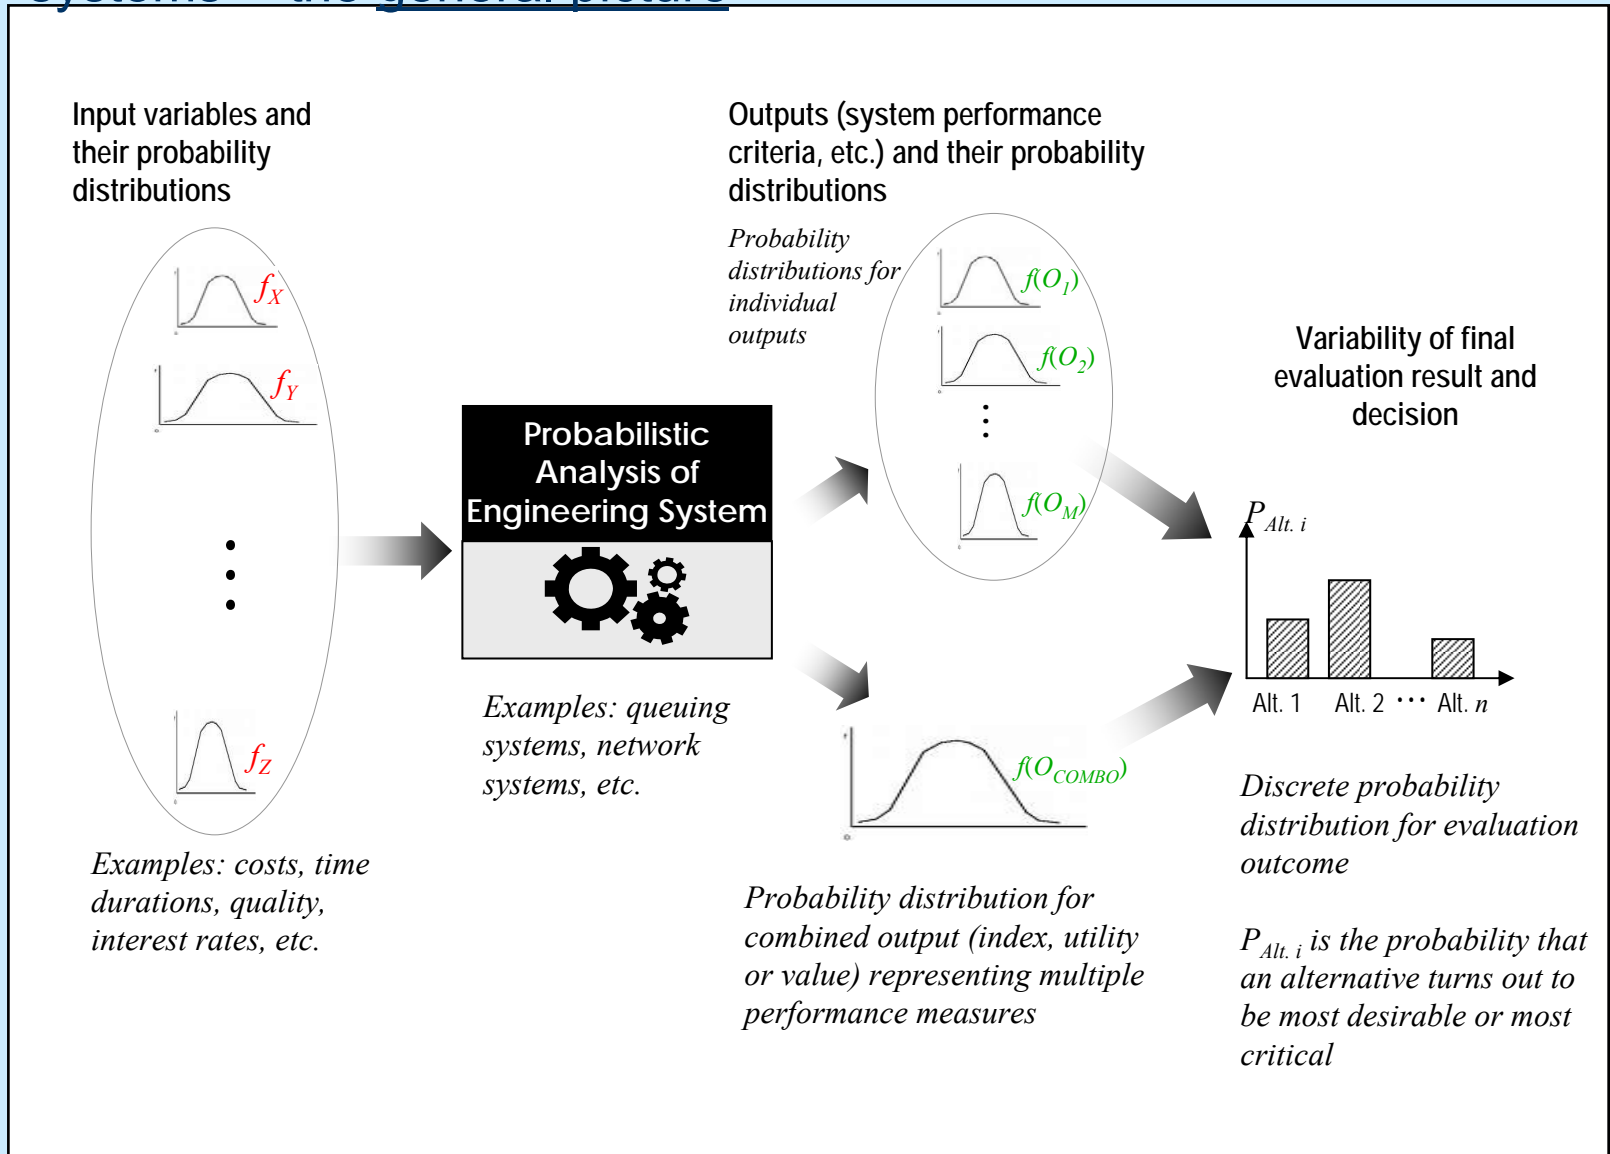 systems – the general picture
Input variables and
their probability
distributions
f_X
f_Y
f_Z
Examples: costs, time
durations, quality,
interest rates, etc.
Probabilistic
Analysis of
Engineering System
Examples: queuing
systems, network
systems, etc.
Outputs (system performance
criteria, etc.) and their probability
distributions
Probability
distributions for
individual
outputs
f(O_1)
f(O_2)
f(O_M)
f(O_COMBO)
Probability distribution for
combined output (index, utility
or value) representing multiple
performance measures
Variability of final
evaluation result and
decision
P_Alt. i
Alt. 1 Alt. 2 ··· Alt. n
Discrete probability
distribution for evaluation
outcome
P_Alt. i is the probability that
an alternative turns out to
be most desirable or most
critical